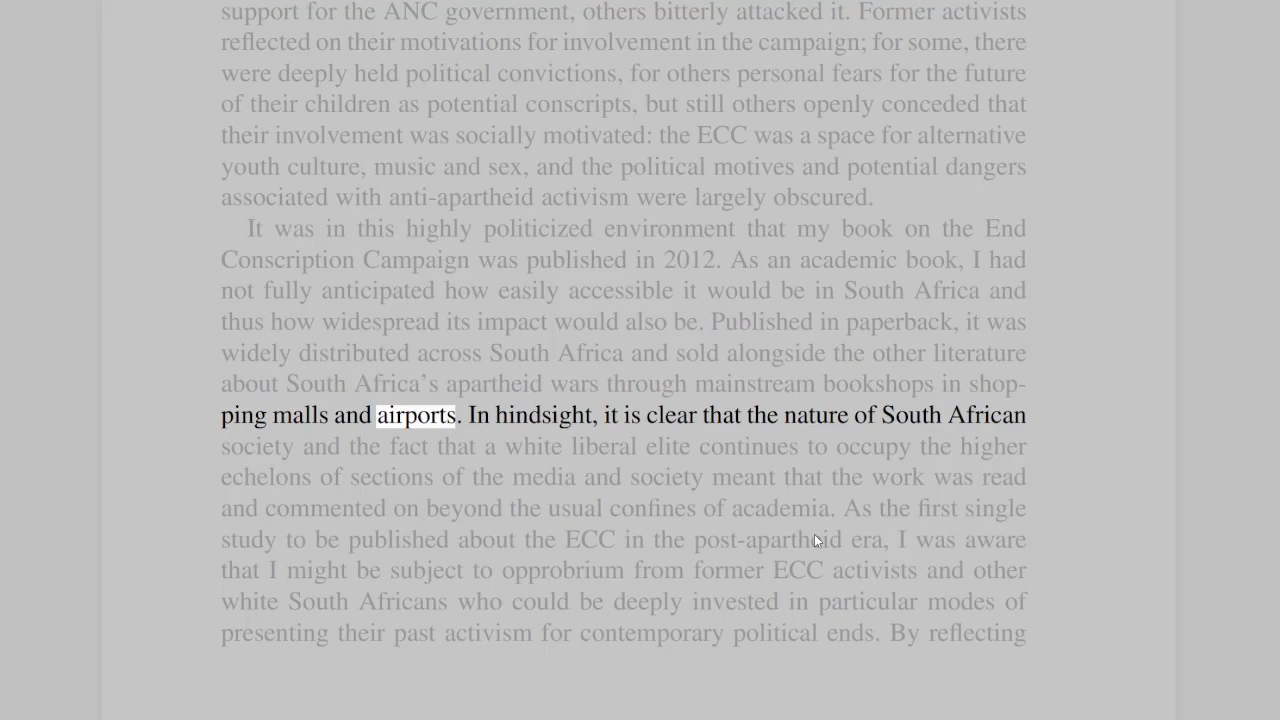 support for the ANC government, others bitterly attacked it. Former activists
reflected on their motivations for involvement in the campaign; for some, there
were deeply held political convictions, for others personal fears for the future
of their children as potential conscripts, but still others openly conceded that
their involvement was socially motivated: the ECC was a space for alternative
youth culture, music and sex, and the political motives and potential dangers
associated with anti-apartheid activism were largely obscured.
It was in this highly politicized environment that my book on the End
Conscription Campaign was published in 2012. As an academic book, I had
not fully anticipated how easily accessible it would be in South Africa and
thus how widespread its impact would also be. Published in paperback, it was
widely distributed across South Africa and sold alongside the other literature
about South Africa's apartheid wars through mainstream bookshops in shop-
ping malls and airports. In hindsight, it is clear that the nature of South African
society and the fact that a white liberal elite continues to occupy the higher
echelons of sections of the media and society meant that the work was read
and commented on beyond the usual confines of academia. As the first single
study to be published about the ECC in the post-apartheid era, I was aware
that I might be subject to opprobrium from former ECC activists and other
white South Africans who could be deeply invested in particular modes of
presenting their past activism for contemporary political ends. By reflecting